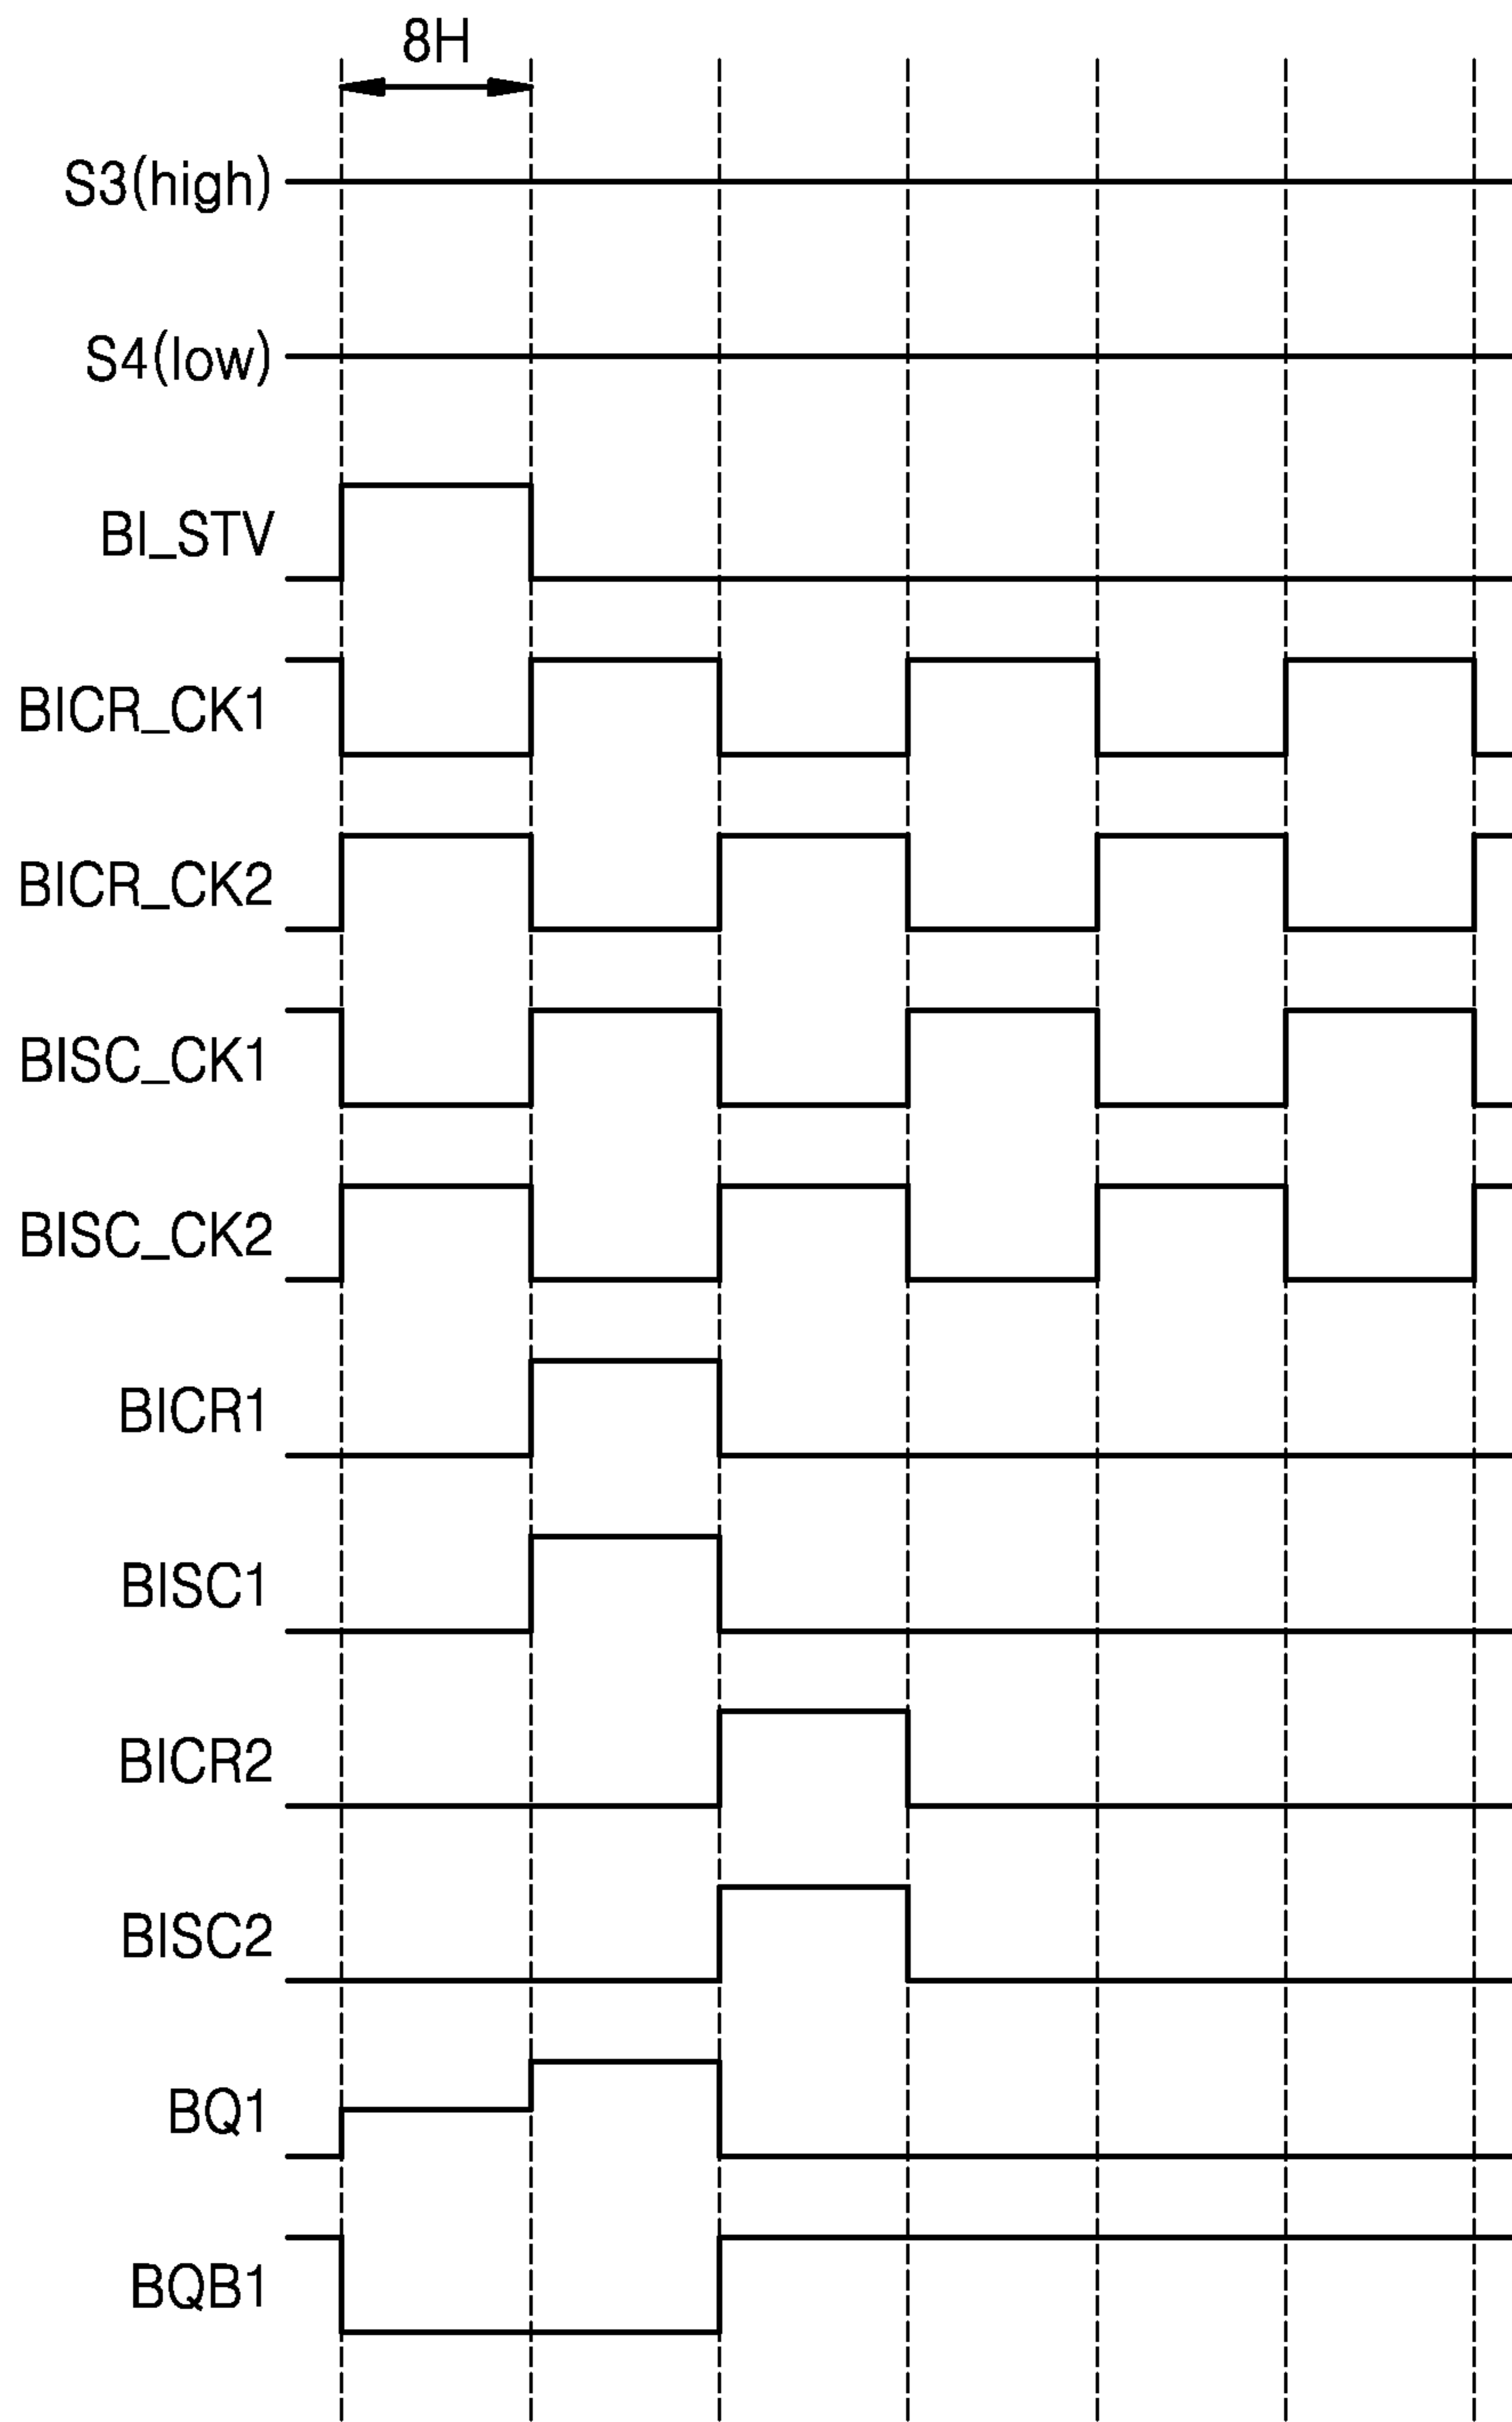 8H
S3(high)
S4(low)
BI_STV
BICR_CK1
BICR_CK2
BISC_CK1
BISC_CK2
BICR1
BISC1
BICR2
BISC2
BQ1
BQB1